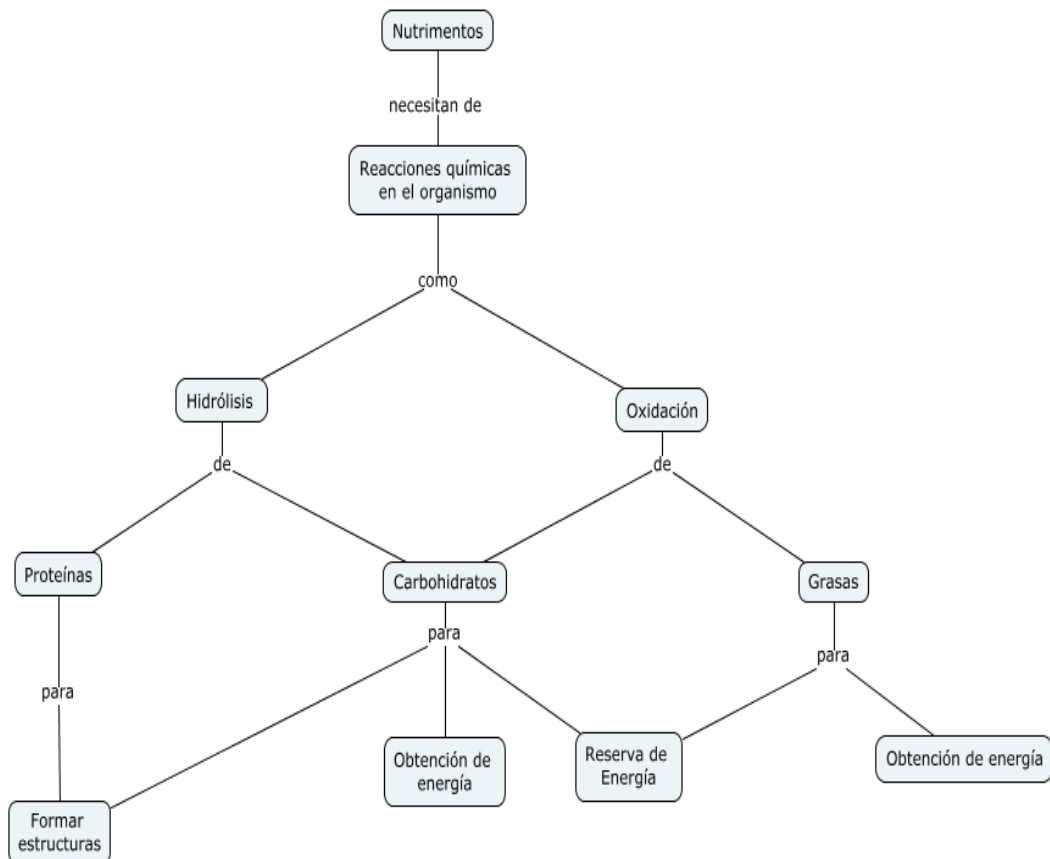 Nutrimentos
necesitan de
Reacciones químicas
en el organismo
como
Hidrólisis
Oxidación
de
de
Proteínas
Carbohidratos
Grasas
para
para
para
Obtención de
energía
Reserva de
Energía
Obtención de energía
Formar
estructuras